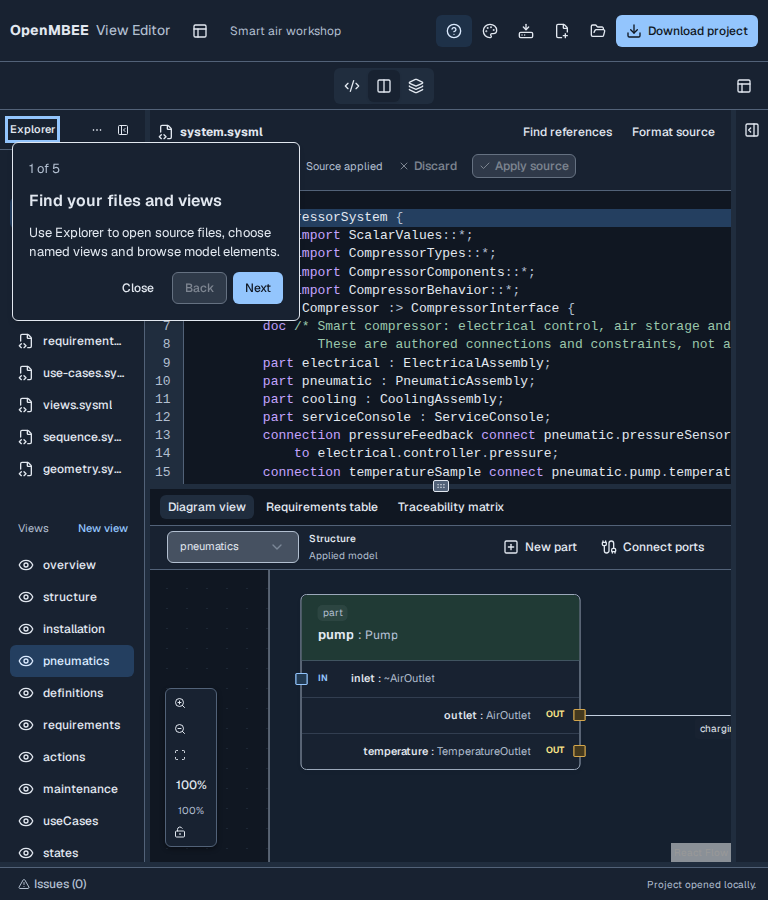 OpenMBEE View Editor
Smart air workshop
Download project
Explorer
system.sysml
Find references
Format source
1 of 5
Find your files and views
Use Explorer to open source files, choose
named views and browse model elements.
Close
Back
Next
Source applied
Discard
Apply source
ressorSystem {
import ScalarValues::*;
import CompressorTypes::*;
import CompressorComponents::*;
import CompressorBehavior::*;
Compressor :> CompressorInterface {
7 doc /* Smart compressor: electrical control, air storage and
8 These are authored connections and constraints, not a
9 part electrical : ElectricalAssembly;
10 part pneumatic : PneumaticAssembly;
11 part cooling : CoolingAssembly;
12 part serviceConsole : ServiceConsole;
13 connection pressureFeedback connect pneumatic.pressureSensor
14 to electrical.controller.pressure;
15 connection temperatureSample connect pneumatic.pump.temperat
requirement...
use-cases.sy...
views.sysml
sequence.sy...
geometry.sy...
Views
New view
overview
structure
installation
pneumatics
definitions
requirements
actions
maintenance
useCases
states
Diagram view
Requirements table
Traceability matrix
pneumatics
Structure
Applied model
New part
Connect ports
part
pump : Pump
IN inlet : ~AirOutlet
outlet : AirOutlet OUT
temperature : TemperatureOutlet OUT
chargin
100%
100%
Issues (0)
Project opened locally.